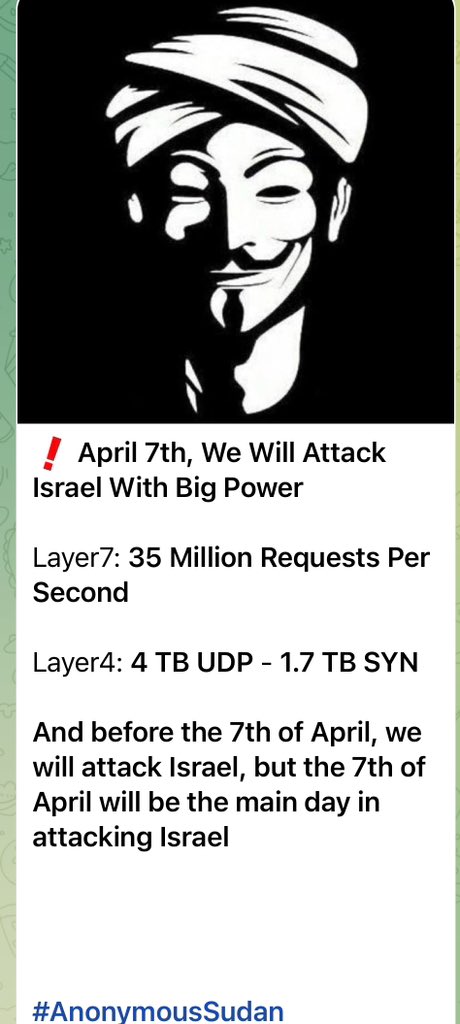 ❗ April 7th, We Will Attack
Israel With Big Power
Layer7: 35 Million Requests Per
Second
Layer4: 4 TB UDP - 1.7 TB SYN
And before the 7th of April, we
will attack Israel, but the 7th of
April will be the main day in
attacking Israel
#AnonymousSudan